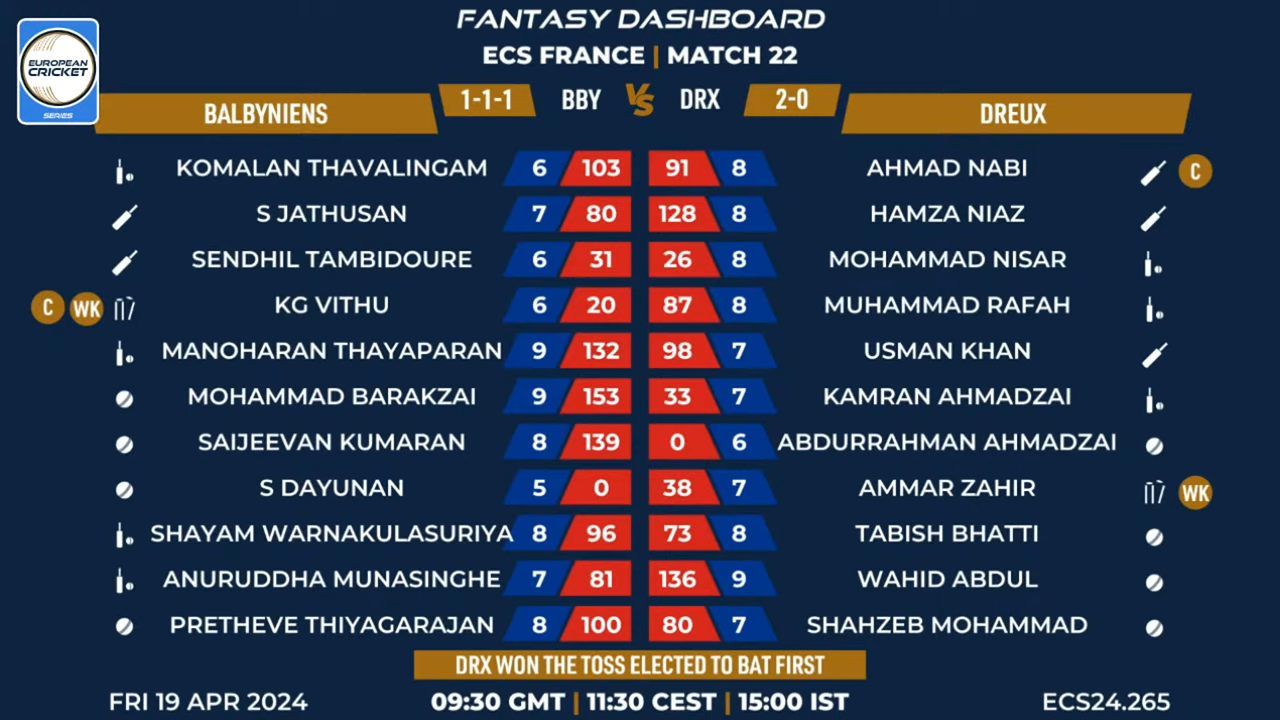 FANTASY DASHBOARD
ECS FRANCE | MATCH 22
EUROPEAN
CRICKET
SERIES
BALBYNIENS 1-1-1 BBY VS DRX 2-0 DREUX
KOMALAN THAVALINGAM 6 103 91 8 AHMAD NABI C
S JATHUSAN 7 80 128 8 HAMZA NIAZ
SENDHIL TAMBIDOURE 6 31 26 8 MOHAMMAD NISAR
C WK KG VITHU 6 20 87 8 MUHAMMAD RAFAH
MANOHARAN THAYAPARAN 9 132 98 7 USMAN KHAN
MOHAMMAD BARAKZAI 9 153 33 7 KAMRAN AHMADZAI
SAIJEEVAN KUMARAN 8 139 0 6 ABDURRAHMAN AHMADZAI
S DAYUNAN 5 0 38 7 AMMAR ZAHIR WK
SHAYAM WARNAKULASURIYA 8 96 73 8 TABISH BHATTI
ANURUDDHA MUNASINGHE 7 81 136 9 WAHID ABDUL
PRETHEVE THIYAGARAJAN 8 100 80 7 SHAHZEB MOHAMMAD
DRX WON THE TOSS ELECTED TO BAT FIRST
FRI 19 APR 2024 09:30 GMT | 11:30 CEST | 15:00 IST ECS24.265